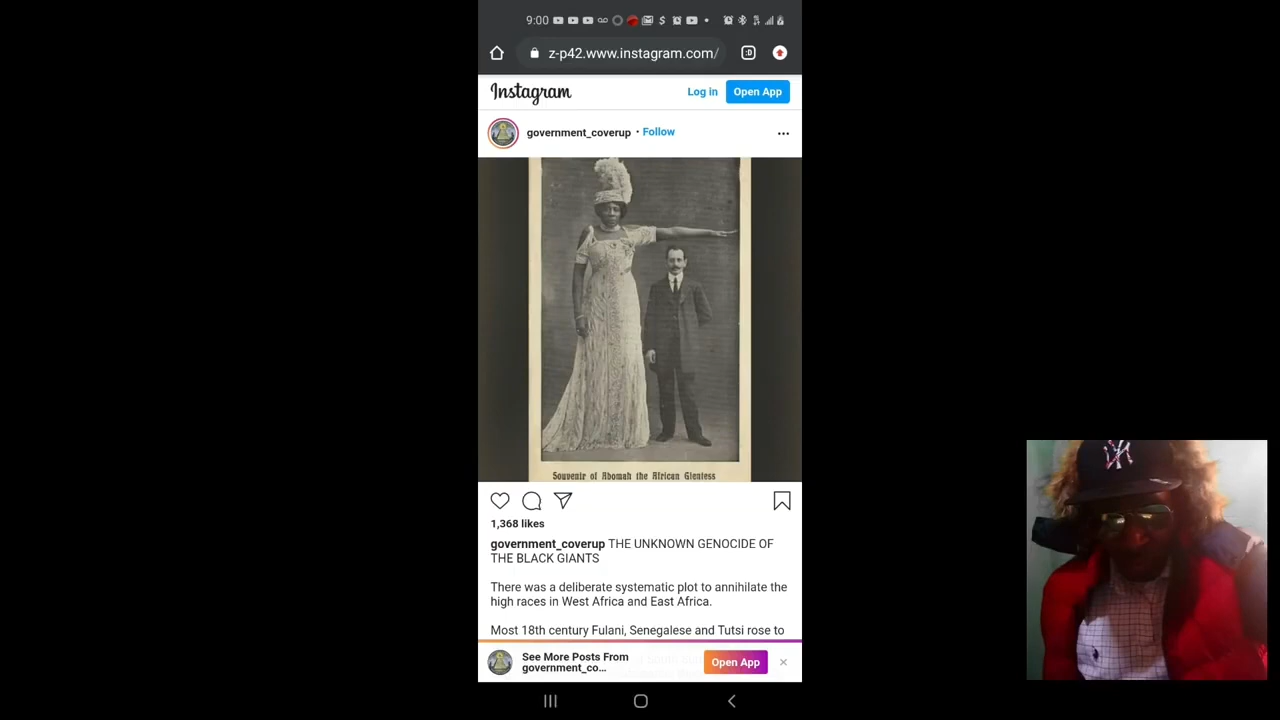 9:00
z-p42.www.instagram.com/
:D
Instagram
Log in
Open App
government_coverup • Follow
Souvenir of Abomah the African Giantess
1,368 likes
government_coverup THE UNKNOWN GENOCIDE OF
THE BLACK GIANTS
There was a deliberate systematic plot to annihilate the
high races in West Africa and East Africa.
Most 18th century Fulani, Senegalese and Tutsi rose to
See More Posts From
government_co...
Open App
NY